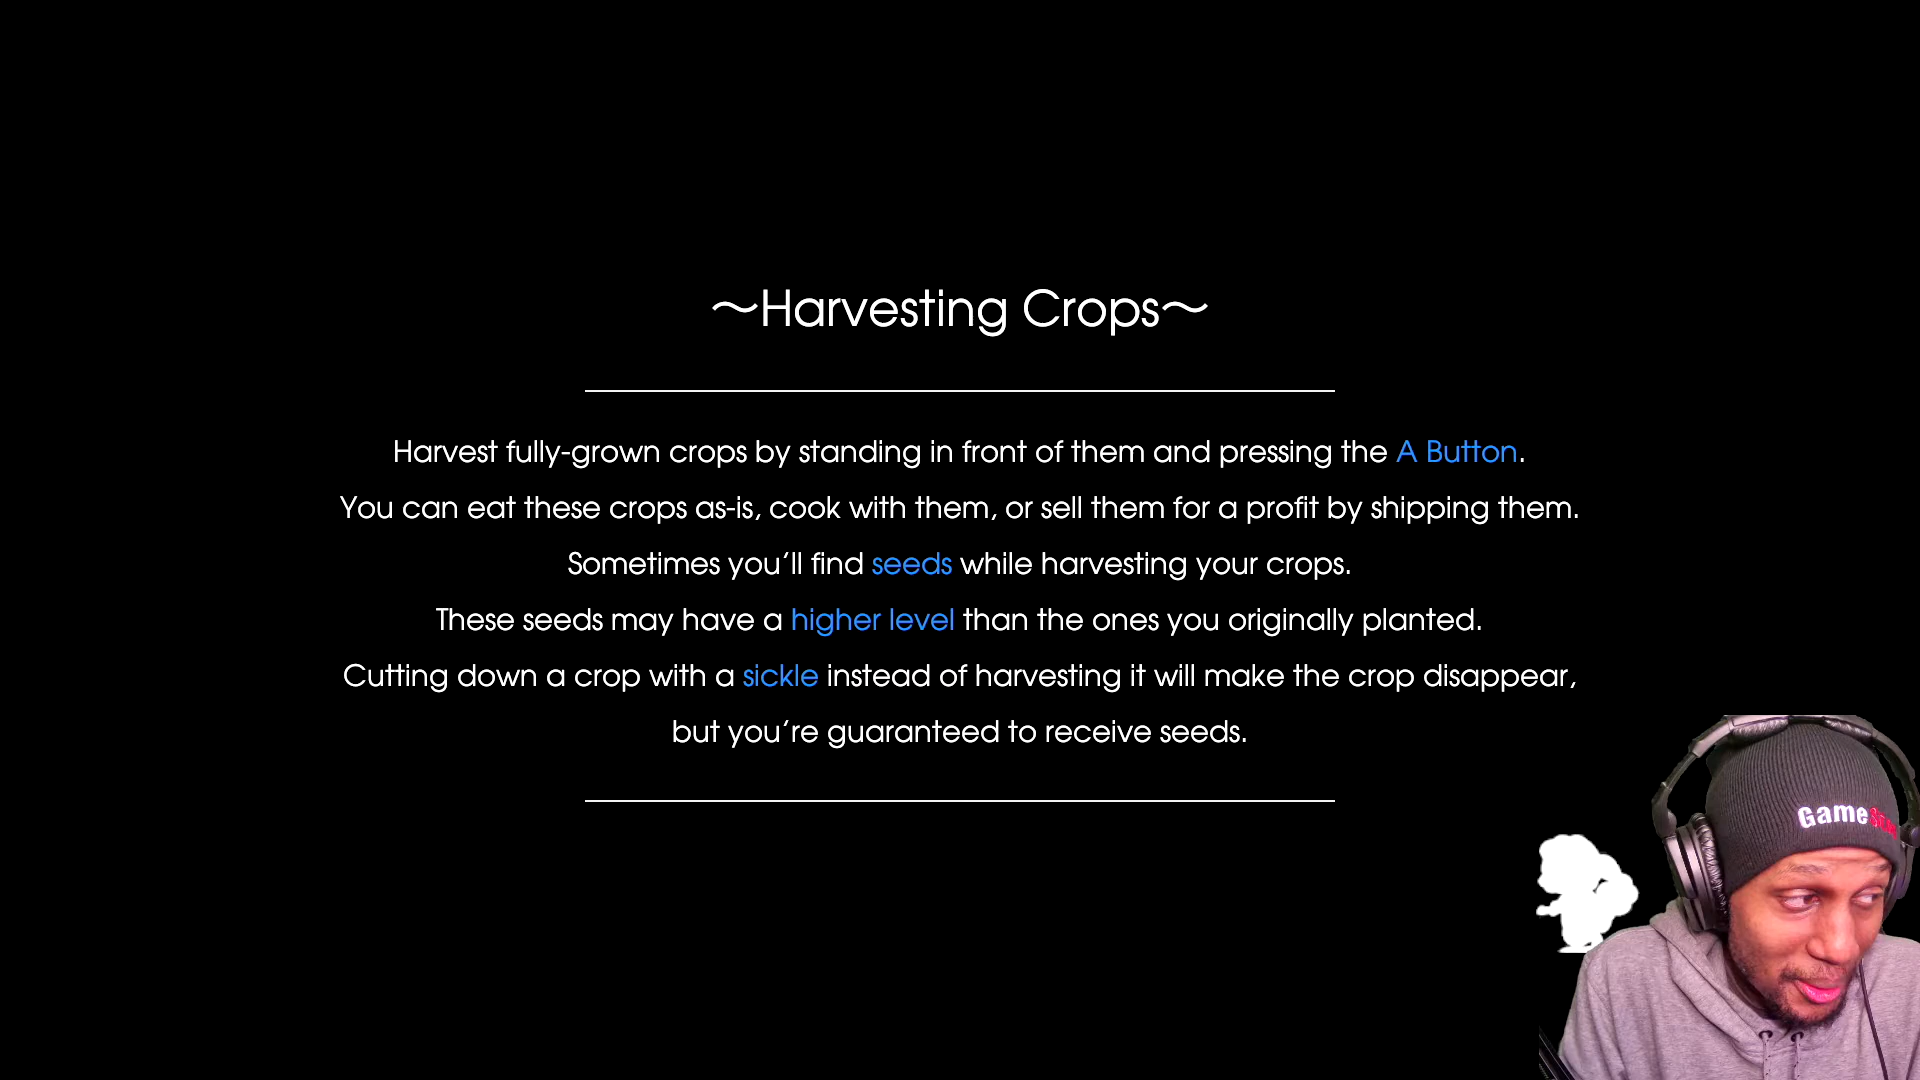 ～Harvesting Crops～
Harvest fully-grown crops by standing in front of them and pressing the A Button.
You can eat these crops as-is, cook with them, or sell them for a profit by shipping them.
Sometimes you'll find seeds while harvesting your crops.
These seeds may have a higher level than the ones you originally planted.
Cutting down a crop with a sickle instead of harvesting it will make the crop disappear,
but you're guaranteed to receive seeds.
Game